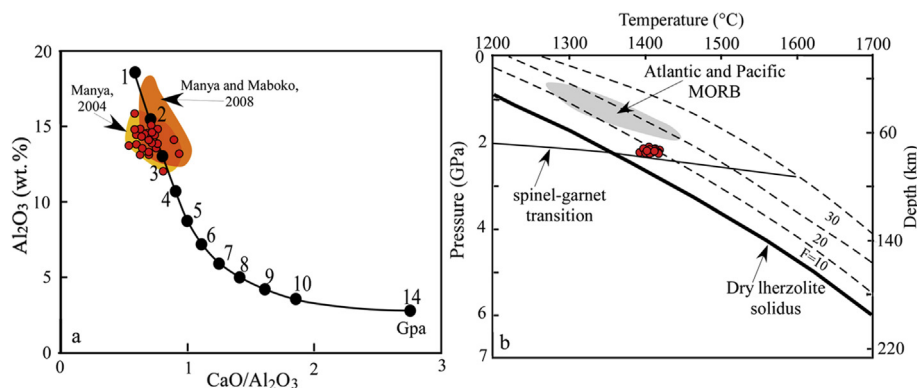 Temperature (°C)
20
15
10
5
0
Al₂O₃ (wt. %)
Manya,
2004
Manya and Maboko,
2008
1
2
3
4
5
6
7
8
9
10
14
Gpa
a
0
1
2
3
CaO/Al₂O₃
1200
1300
1400
1500
1600
1700
0
2
4
6
7
Pressure (GPa)
Atlantic and Pacific
MORB
spinel-garnet
transition
30
20
F=10
Dry lherzolite
solidus
b
60
140
220
Depth (km)